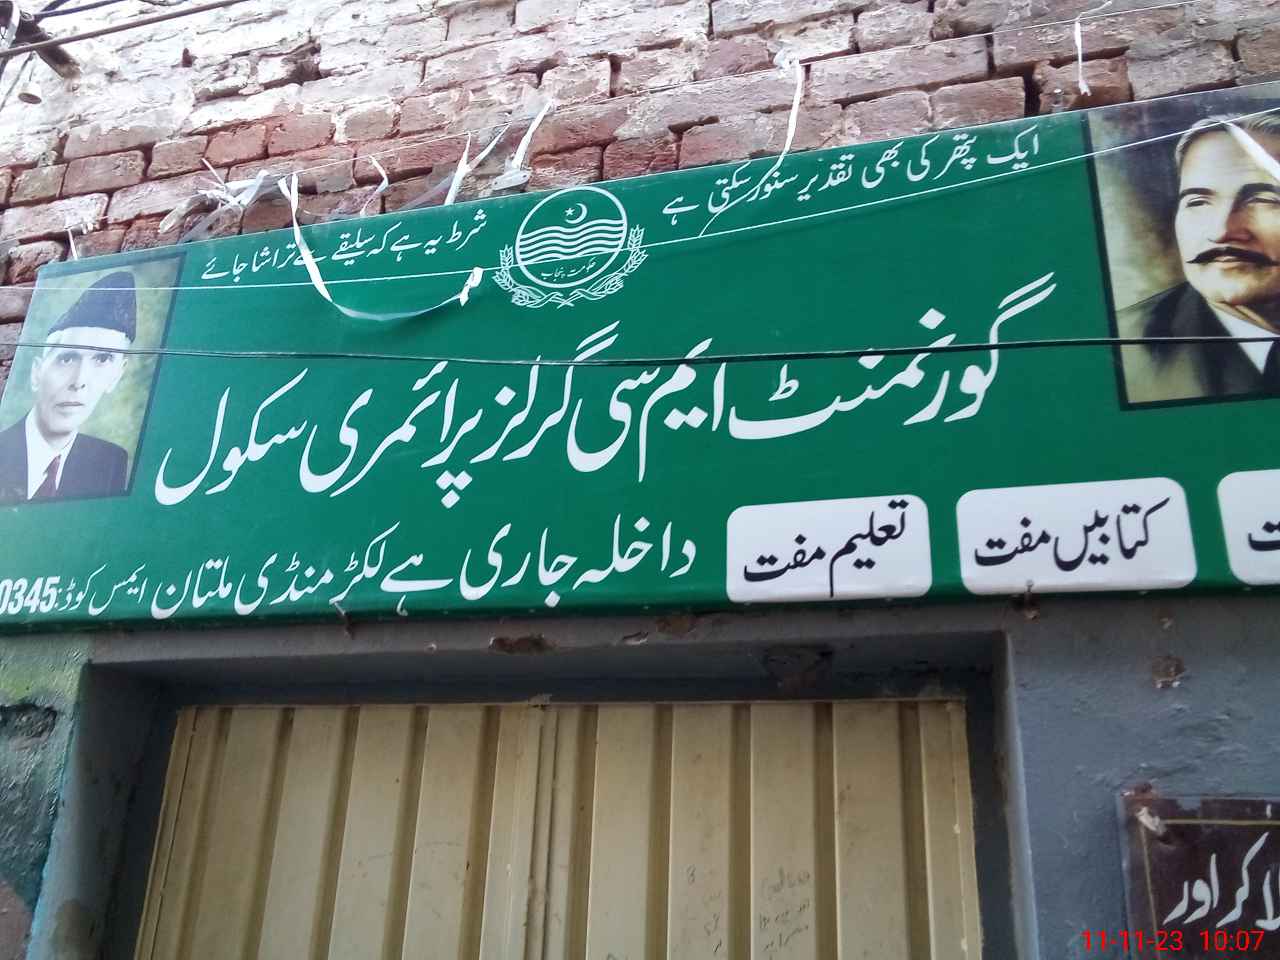 ایک پتھر کی بھی تقدیر سنور سکتی ہے
شرط یہ ہے کہ سلیقے سے تراشا جائے
حکومت پنجاب
گورنمنٹ ایم سی گرلز پرائمری سکول
کتابیں مفت
تعلیم مفت
داخلہ جاری ہے لکڑ منڈی ملتان ایمس کوڈ: 0345
اور
11-11-23 10:07